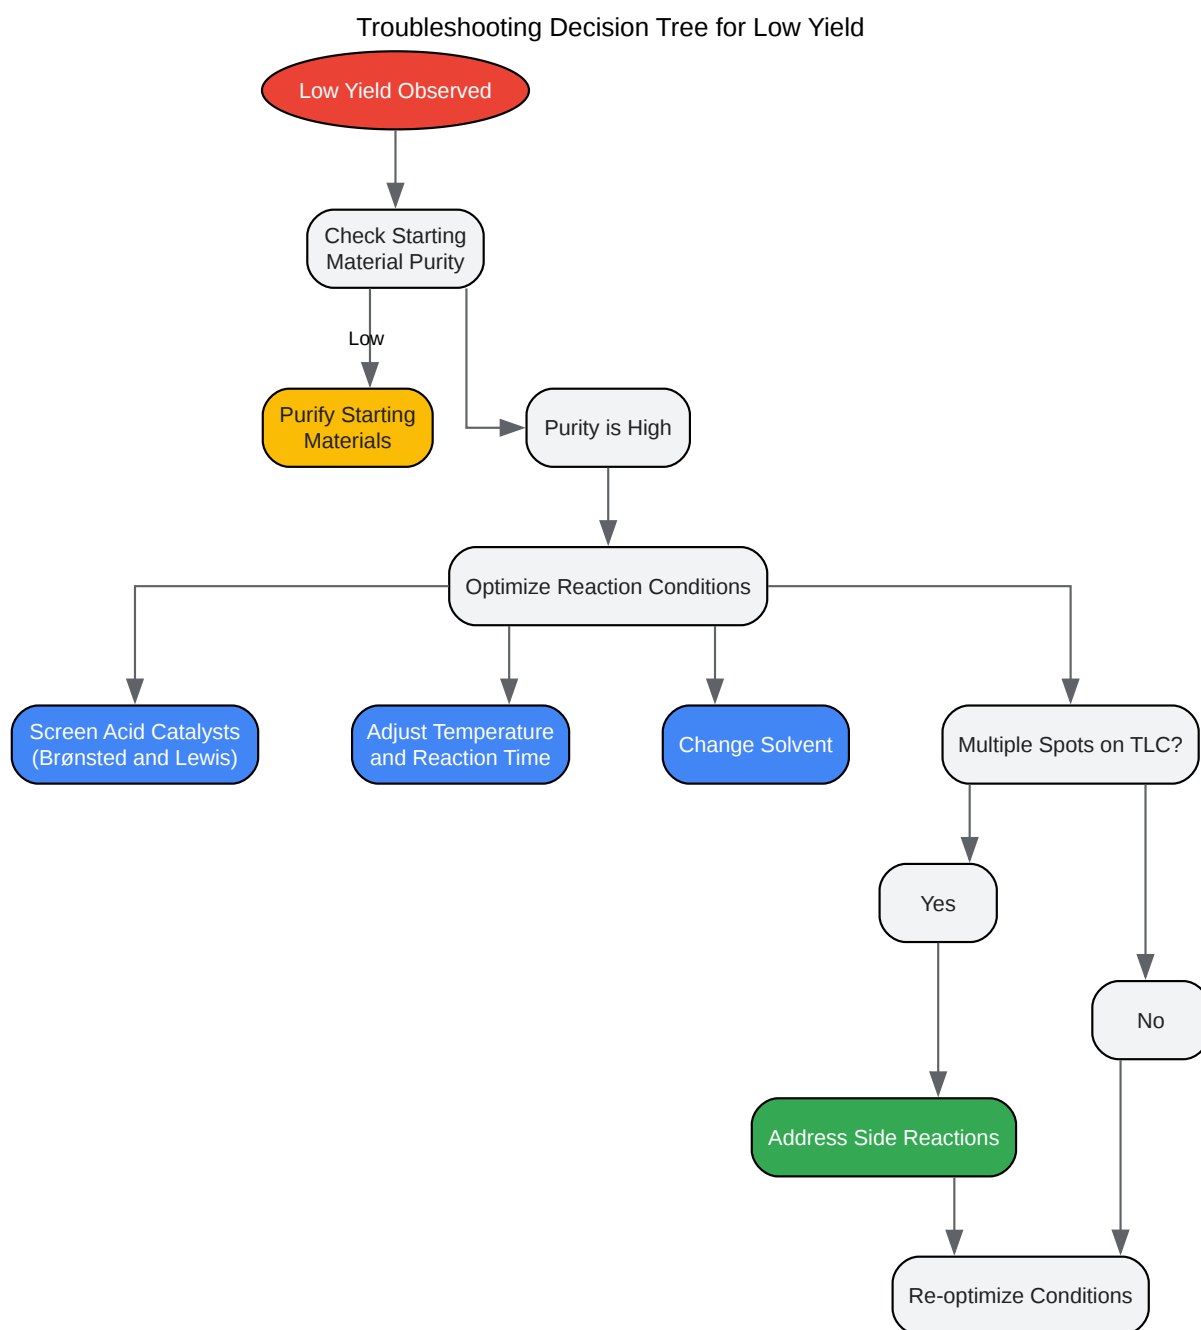 Troubleshooting Decision Tree for Low Yield
Low Yield Observed
Check Starting
Material Purity
Low
Purify Starting
Materials
Purity is High
Optimize Reaction Conditions
Screen Acid Catalysts
(Brønsted and Lewis)
Adjust Temperature
and Reaction Time
Change Solvent
Multiple Spots on TLC?
Yes
No
Address Side Reactions
Re-optimize Conditions